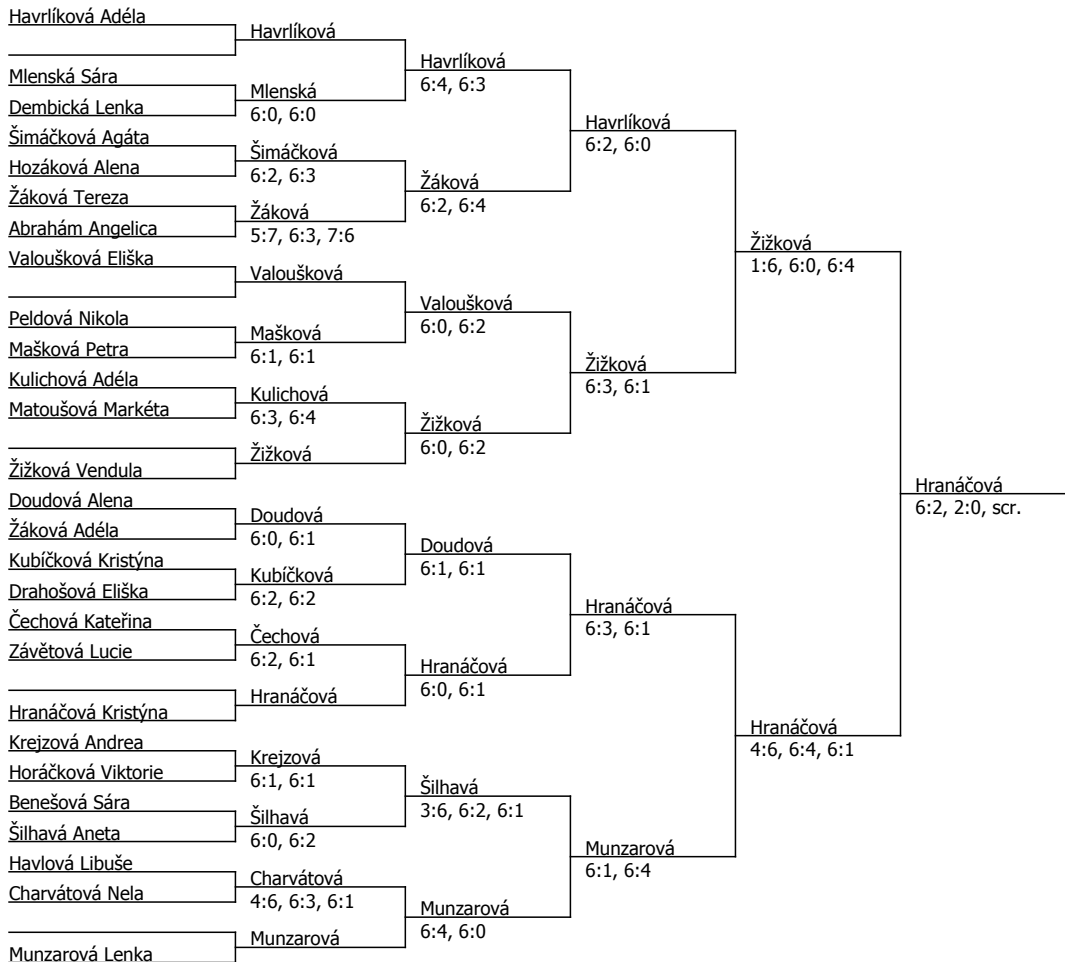 Havrlíková Adéla
Havrlíková
Havrlíková
6:4, 6:3
Mlenská Sára
Mlenská
Dembická Lenka
6:0, 6:0
Havrlíková
6:2, 6:0
Šimáčková Agáta
Šimáčková
Hozáková Alena
6:2, 6:3
Žáková
6:2, 6:4
Žáková Tereza
Žáková
Abrahám Angelica
5:7, 6:3, 7:6
Žižková
1:6, 6:0, 6:4
Valoušková Eliška
Valoušková
Valoušková
6:0, 6:2
Peldová Nikola
Mašková
Mašková Petra
6:1, 6:1
Žižková
6:3, 6:1
Kulichová Adéla
Kulichová
Matoušová Markéta
6:3, 6:4
Žižková
6:0, 6:2
Žižková
Žižková Vendula
Hranáčová
6:2, 2:0, scr.
Doudová Alena
Doudová
Žáková Adéla
6:0, 6:1
Doudová
6:1, 6:1
Kubíčková Kristýna
Kubíčková
Drahošová Eliška
6:2, 6:2
Hranáčová
6:3, 6:1
Čechová Kateřina
Čechová
Závětová Lucie
6:2, 6:1
Hranáčová
6:0, 6:1
Hranáčová
Hranáčová Kristýna
Hranáčová
4:6, 6:4, 6:1
Krejzová Andrea
Krejzová
Horáčková Viktorie
6:1, 6:1
Šilhavá
3:6, 6:2, 6:1
Benešová Sára
Šilhavá
Šilhavá Aneta
6:0, 6:2
Munzarová
6:1, 6:4
Havlová Libuše
Charvátová
Charvátová Nela
4:6, 6:3, 6:1
Munzarová
6:4, 6:0
Munzarová
Munzarová Lenka